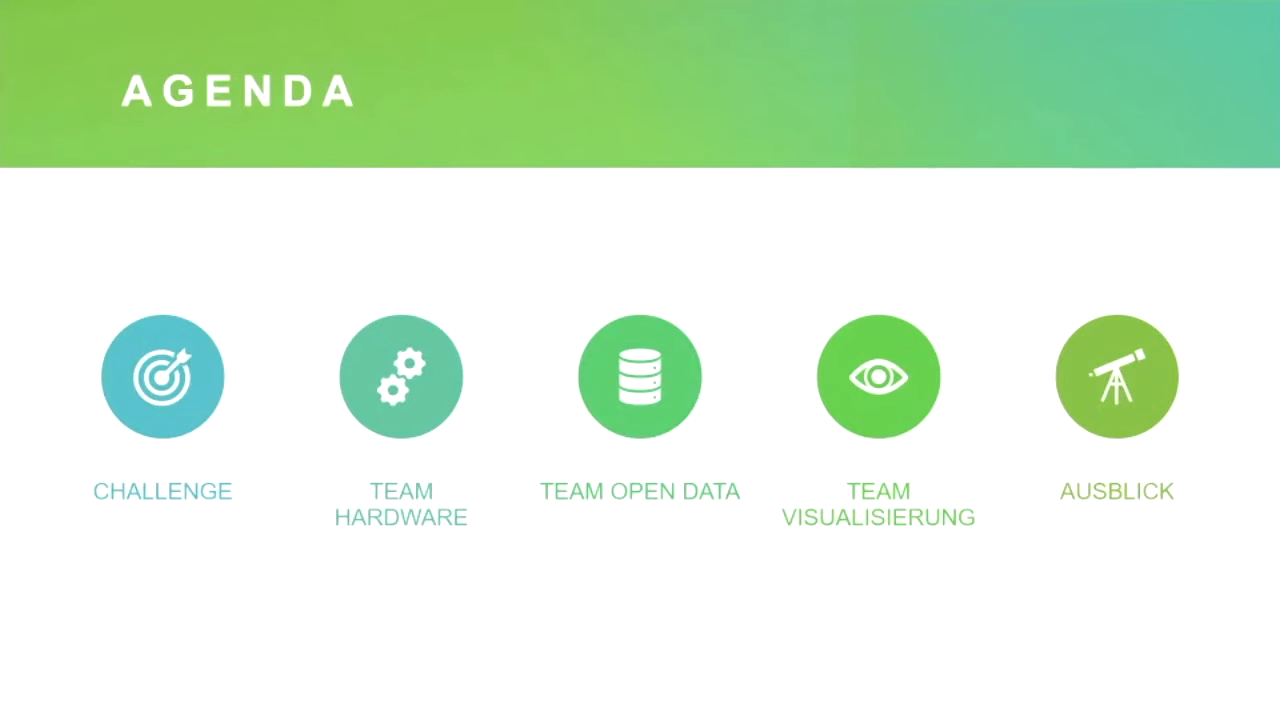 AGENDA
CHALLENGE
TEAM
HARDWARE
TEAM OPEN DATA
TEAM
VISUALISIERUNG
AUSBLICK